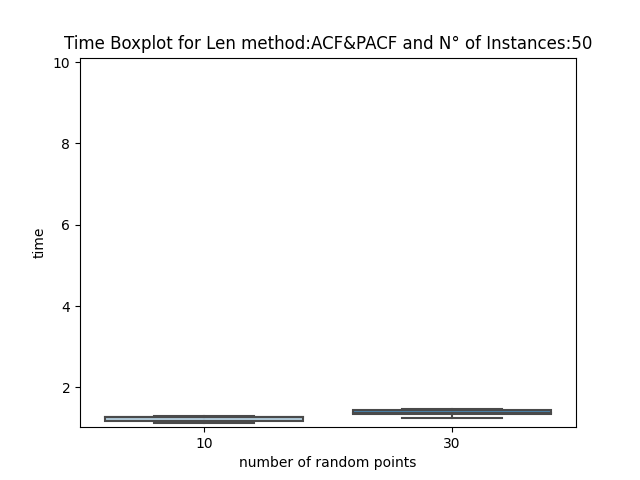 Time Boxplot for Len method:ACF&PACF and N° of Instances:50
10
8
6
4
2
time
10 30
number of random points